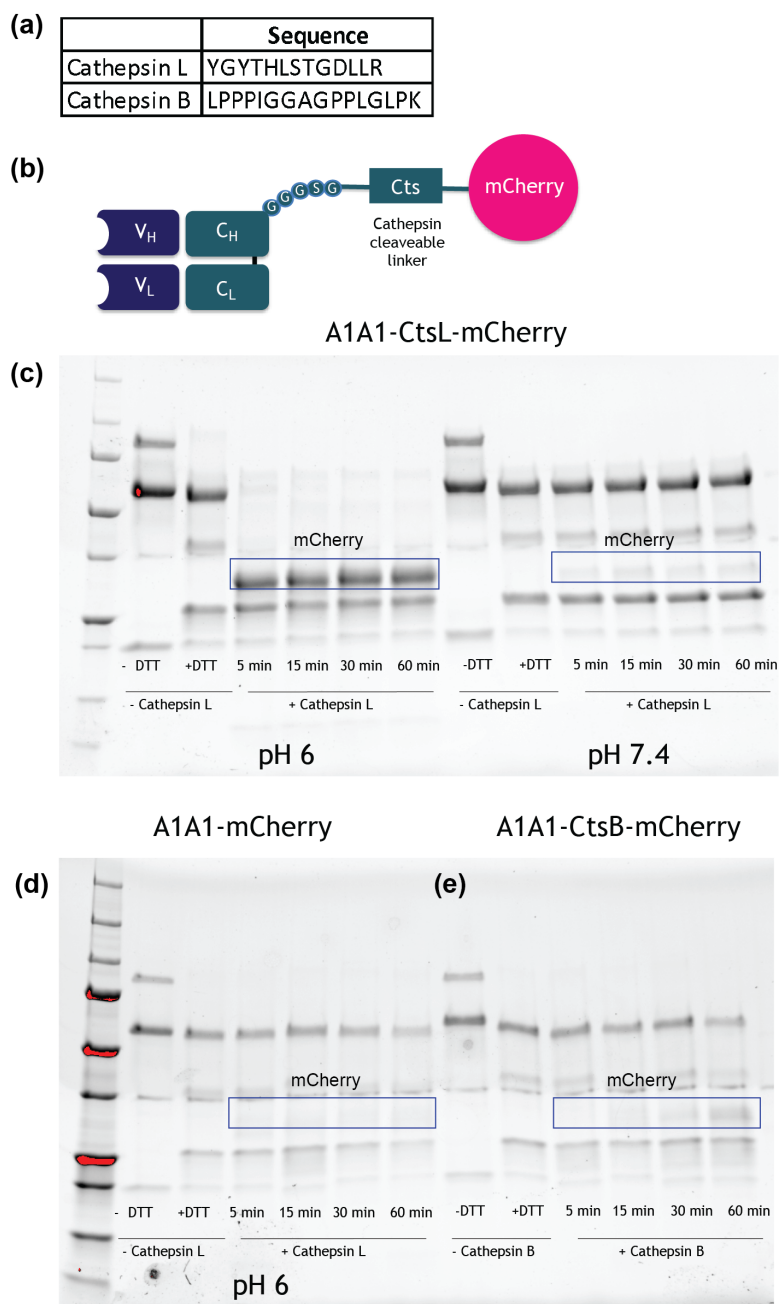 (a)
Sequence
Cathepsin L YGYTHLSTGDLLR
Cathepsin B LPPPIGGAGPPLGLPK
(b)
VH CH GGGSG Cts mCherry
Cathepsin
cleaveable
linker
VL CL
A1A1-CtsL-mCherry
(c)
mCherry mCherry
- DTT +DTT 5 min 15 min 30 min 60 min -DTT +DTT 5 min 15 min 30 min 60 min
- Cathepsin L + Cathepsin L - Cathepsin L + Cathepsin L
pH 6 pH 7.4
A1A1-mCherry A1A1-CtsB-mCherry
(d) (e)
mCherry mCherry
- DTT +DTT 5 min 15 min 30 min 60 min -DTT +DTT 5 min 15 min 30 min 60 min
- Cathepsin L + Cathepsin L - Cathepsin B + Cathepsin B
pH 6